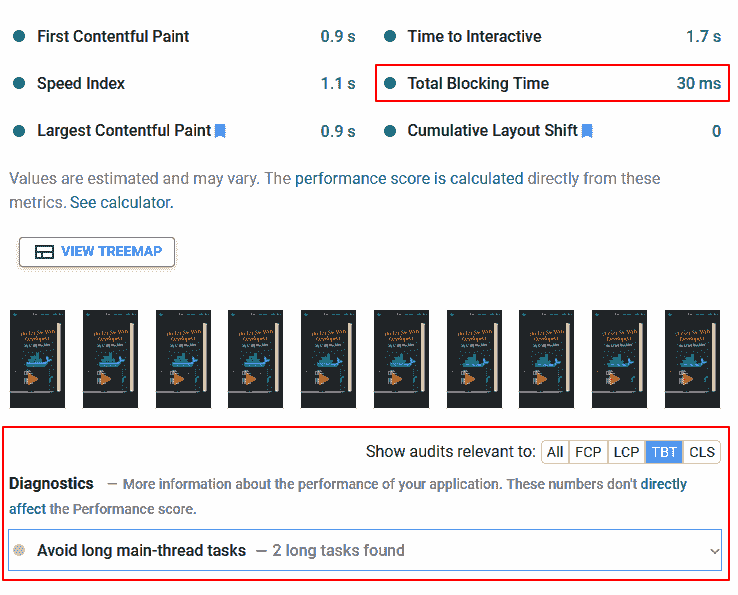 First Contentful Paint 0.9 s
Time to Interactive 1.7 s
Speed Index 1.1 s
Total Blocking Time 30 ms
Largest Contentful Paint 0.9 s
Cumulative Layout Shift 0
Values are estimated and may vary. The performance score is calculated directly from these
metrics. See calculator.
VIEW TREEMAP
Show audits relevant to: All FCP LCP TBT CLS
Diagnostics — More information about the performance of your application. These numbers don't directly
affect the Performance score.
Avoid long main-thread tasks — 2 long tasks found